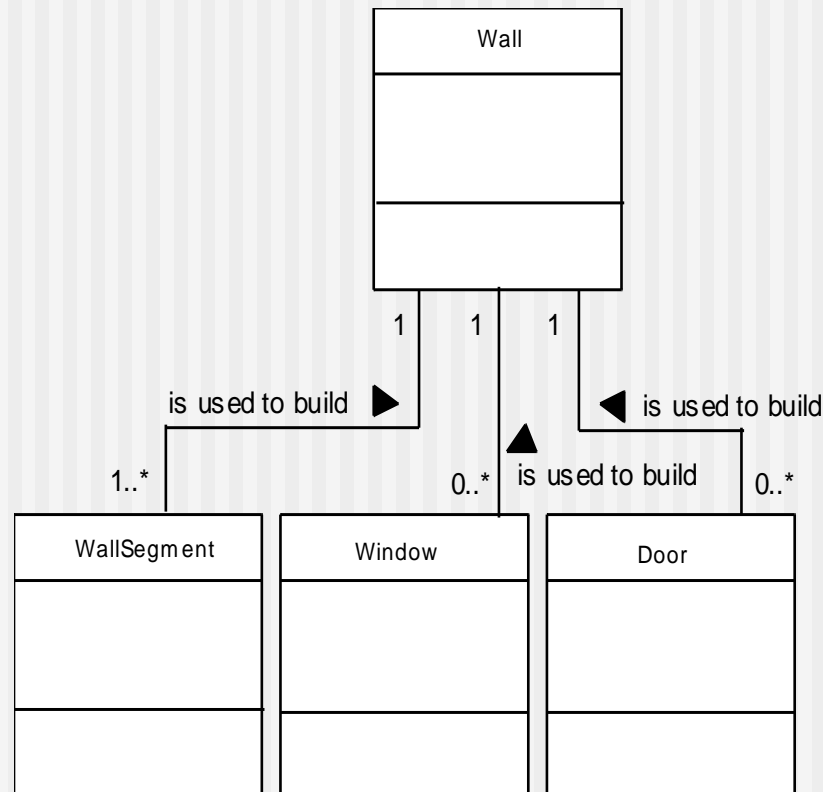 Wall
1
1
1
is used to build
is used to build
is used to build
1..*
0..*
0..*
WallSegment
Window
Door